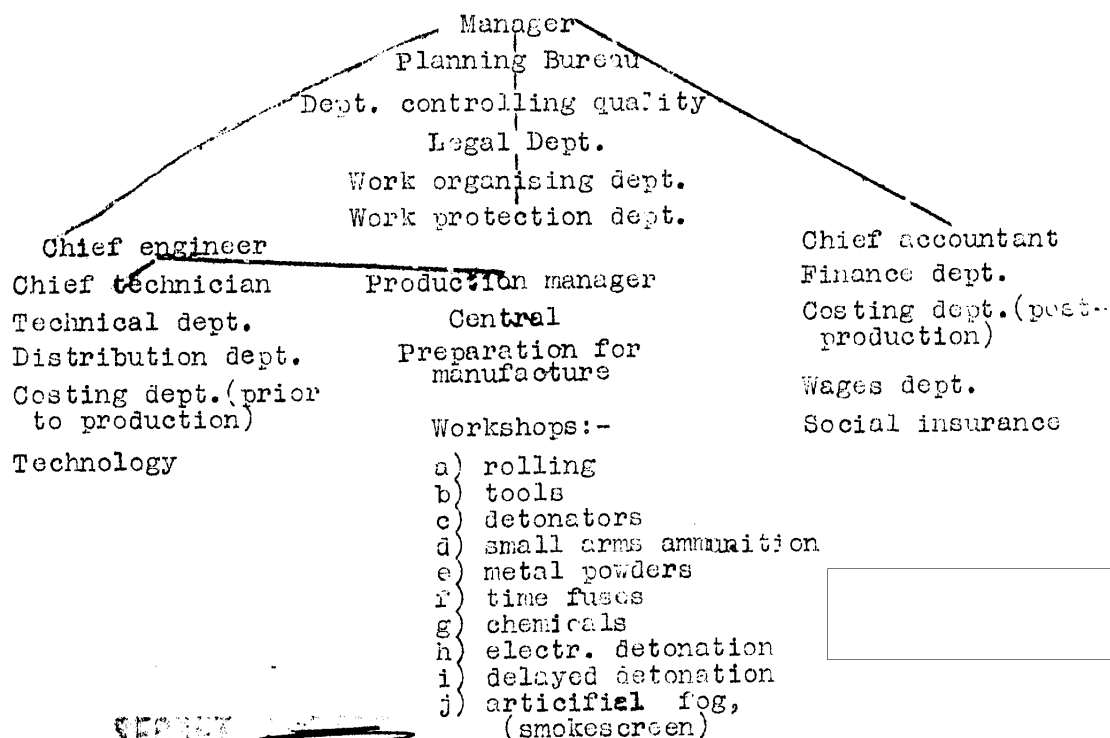 Manager
Planning Bureau
Dept. controlling quality
Legal Dept.
Work organising dept.
Work protection dept.
Chief engineer
Chief technician
Technical dept.
Distribution dept.
Costing dept.(prior
to production)
Technology
Production manager
Central
Preparation for
manufacture
Workshops:-
a) rolling
b) tools
c) detonators
d) small arms ammunition
e) metal powders
f) time fuses
g) chemicals
h) electr. detonation
i) delayed detonation
j) articifial fog,
(smokescreen)
Chief accountant
Finance dept.
Costing dept.(post-
production)
Wages dept.
Social insurance
SECRET